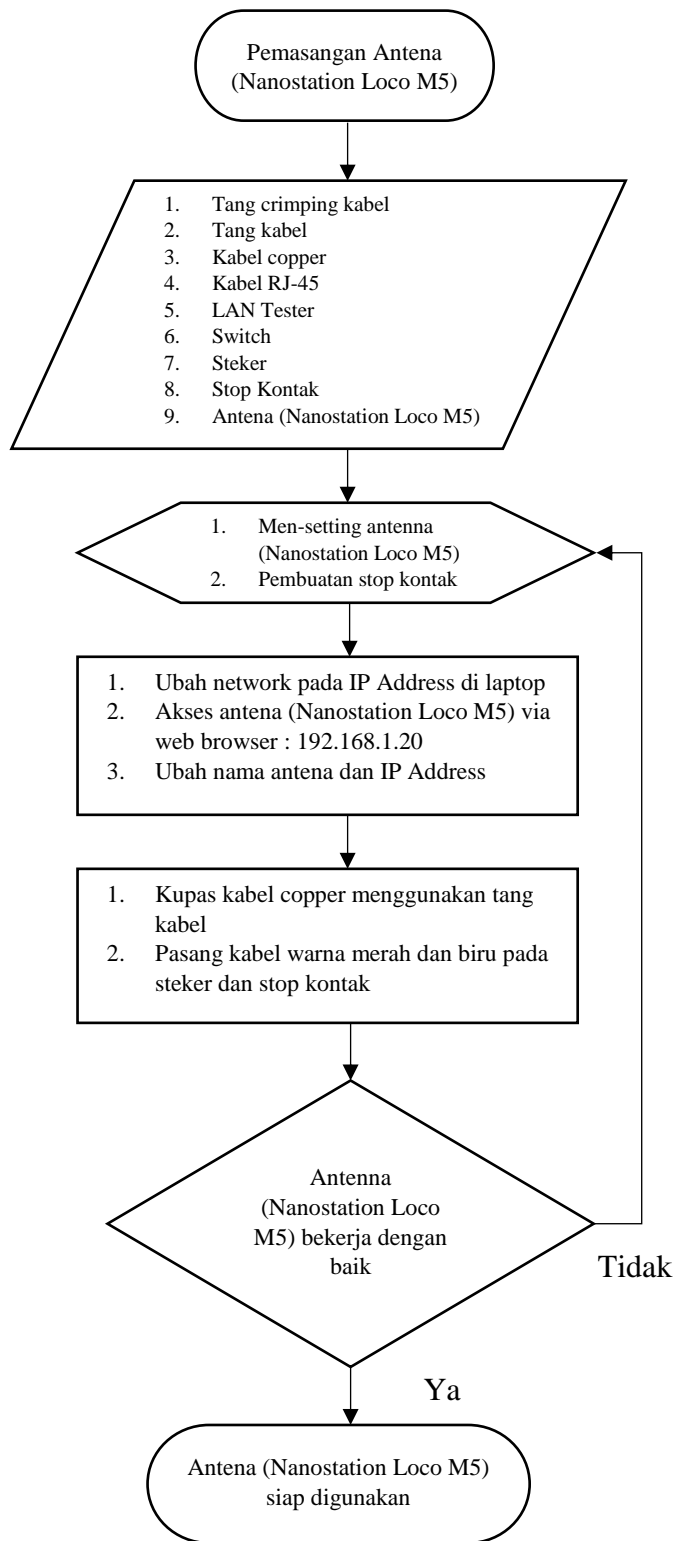 Pemasangan Antena
(Nanostation Loco M5)
1. Tang crimping kabel
2. Tang kabel
3. Kabel copper
4. Kabel RJ-45
5. LAN Tester
6. Switch
7. Steker
8. Stop Kontak
9. Antena (Nanostation Loco M5)
1. Men-setting antenna
(Nanostation Loco M5)
2. Pembuatan stop kontak
1. Ubah network pada IP Address di laptop
2. Akses antena (Nanostation Loco M5) via
web browser : 192.168.1.20
3. Ubah nama antena dan IP Address
1. Kupas kabel copper menggunakan tang
kabel
2. Pasang kabel warna merah dan biru pada
steker dan stop kontak
Antenna
(Nanostation Loco
M5) bekerja dengan
baik
Tidak
Ya
Antena (Nanostation Loco M5)
siap digunakan